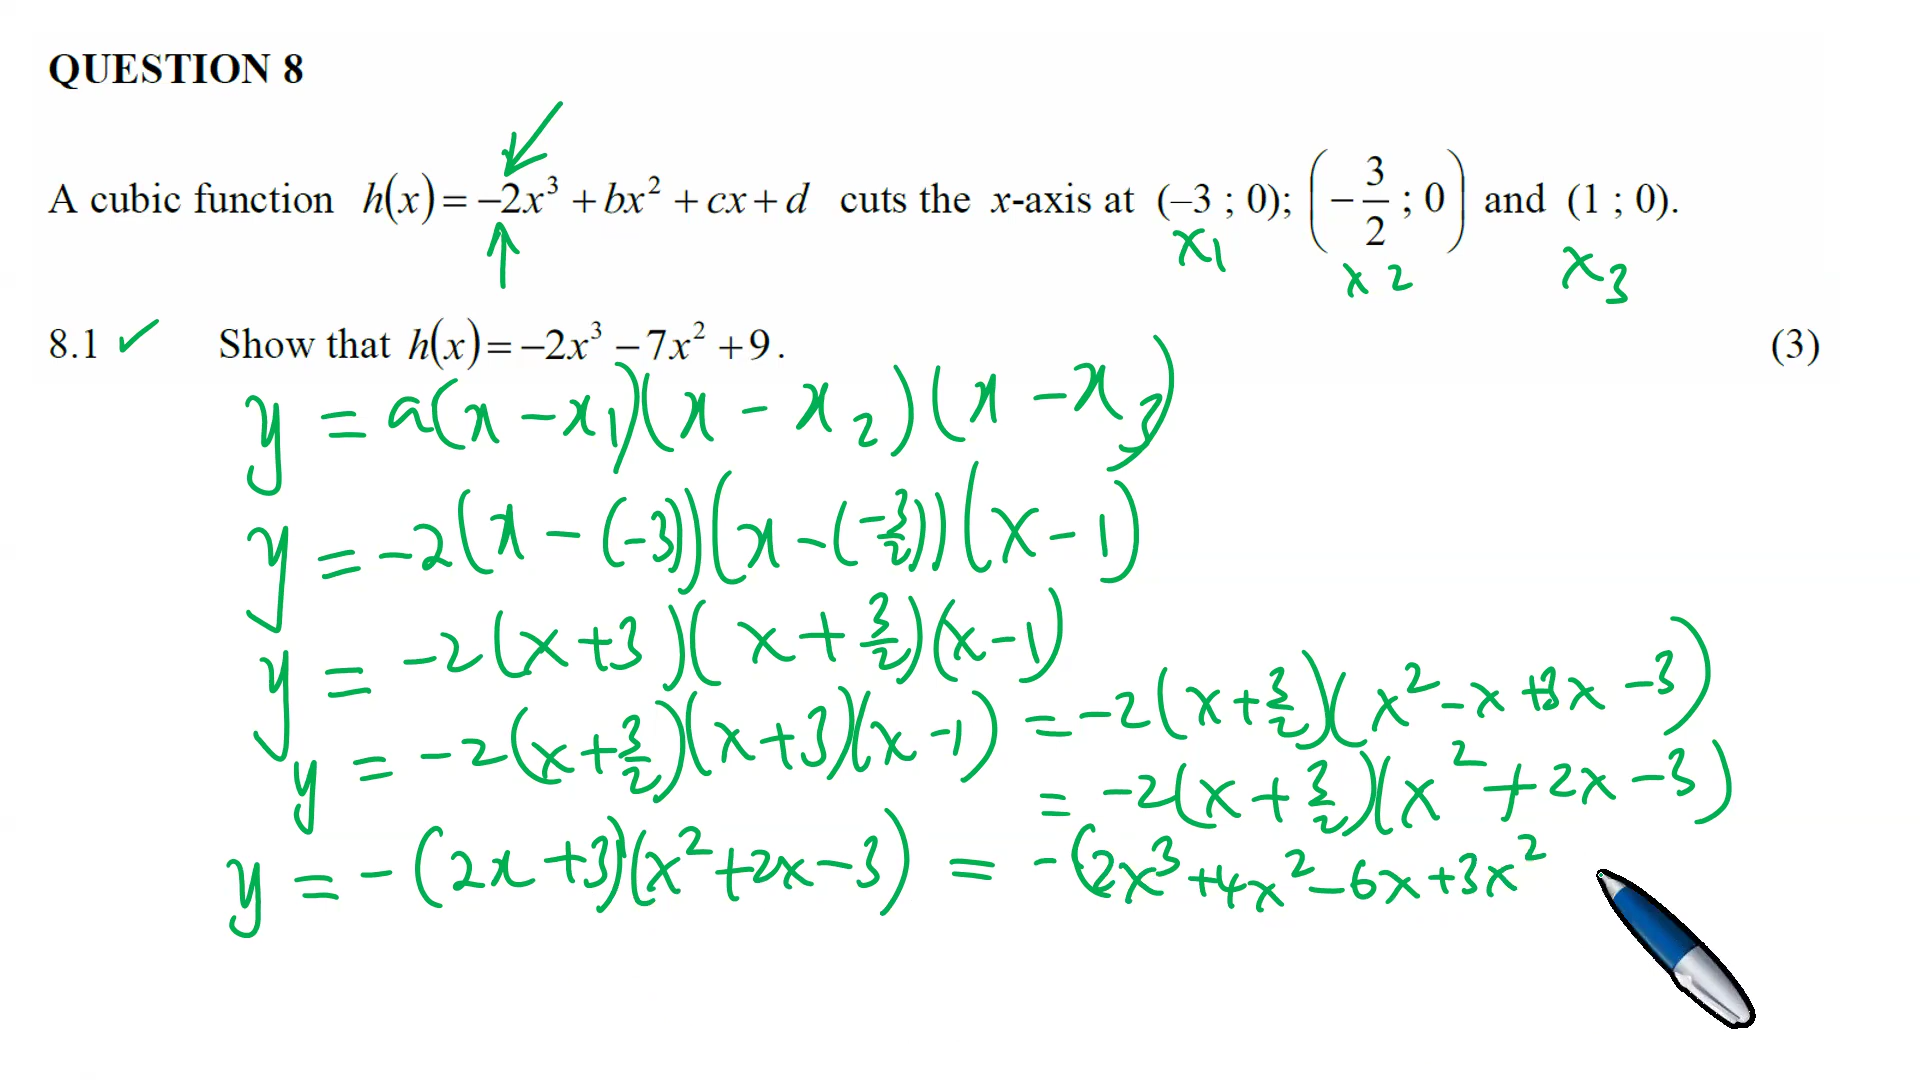 QUESTION 8
A cubic function h(x) = −2x³ + bx² + cx + d cuts the x-axis at (−3 ; 0); (−3/2 ; 0) and (1 ; 0).
x1 x2 x3
8.1 ✓ Show that h(x) = −2x³ − 7x² + 9. (3)
y = a(x − x1)(x − x2)(x − x3)
y = −2(x − (−3))(x − (−3/2))(x − 1)
y = −2(x + 3)(x + 3/2)(x − 1)
y = −2(x + 3/2)(x + 3)(x − 1) = −2(x + 3/2)(x² − x + 3x − 3)
= −2(x + 3/2)(x² + 2x − 3)
y = −(2x + 3)(x² + 2x − 3) = −(2x³ + 4x² − 6x + 3x²